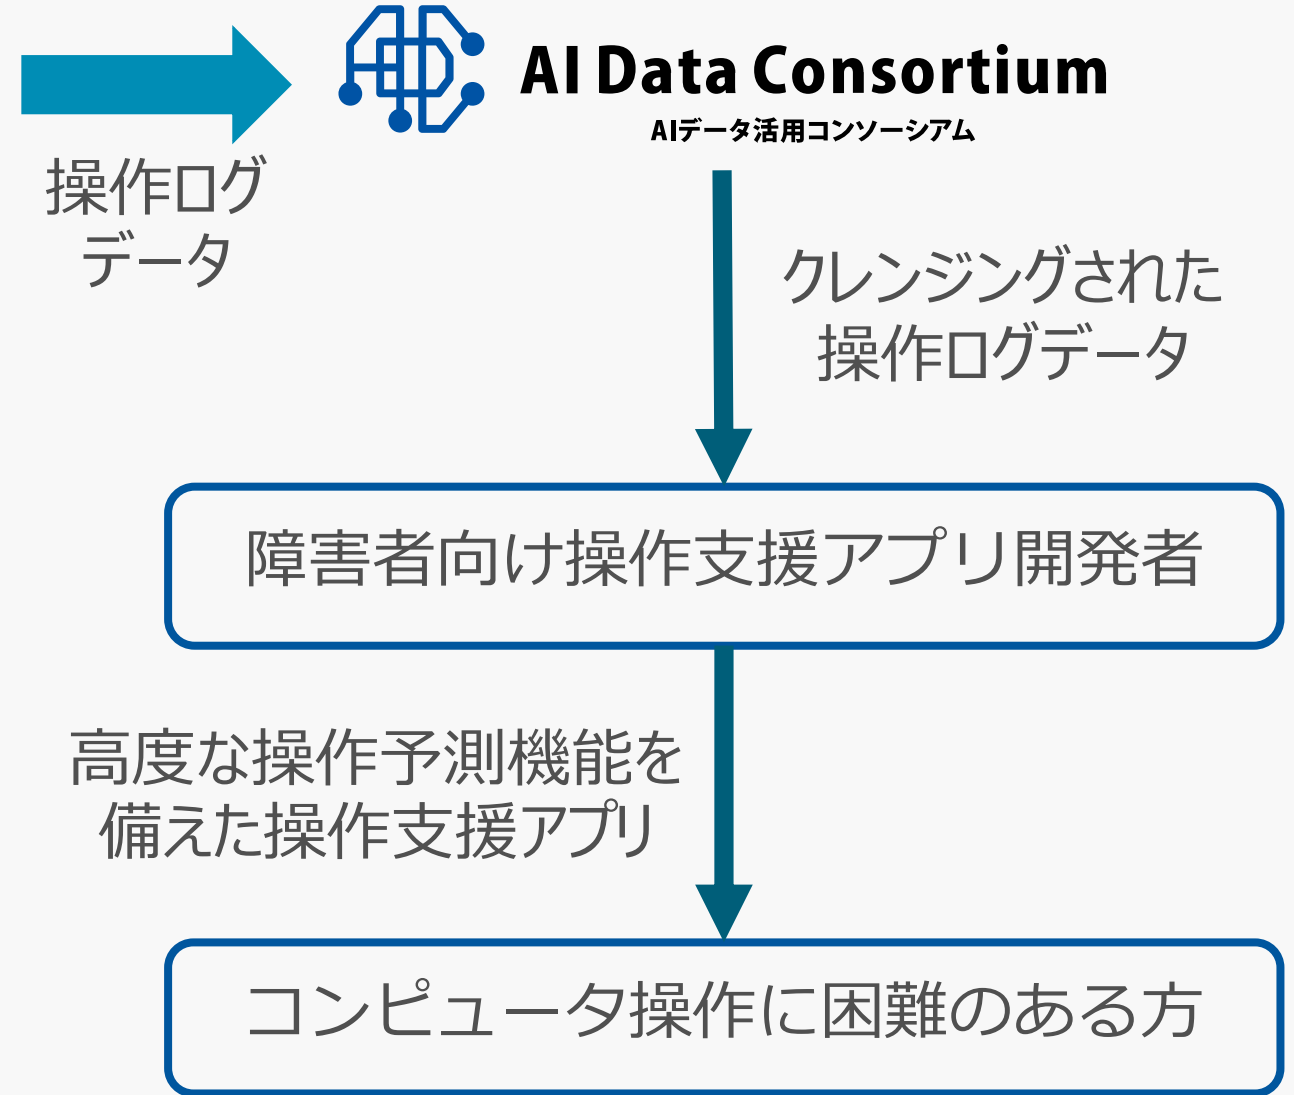 AI Data Consortium
AIデータ活用コンソーシアム
操作ログ
データ
クレンジングされた
操作ログデータ
障害者向け操作支援アプリ開発者
高度な操作予測機能を
備えた操作支援アプリ
コンピュータ操作に困難のある方